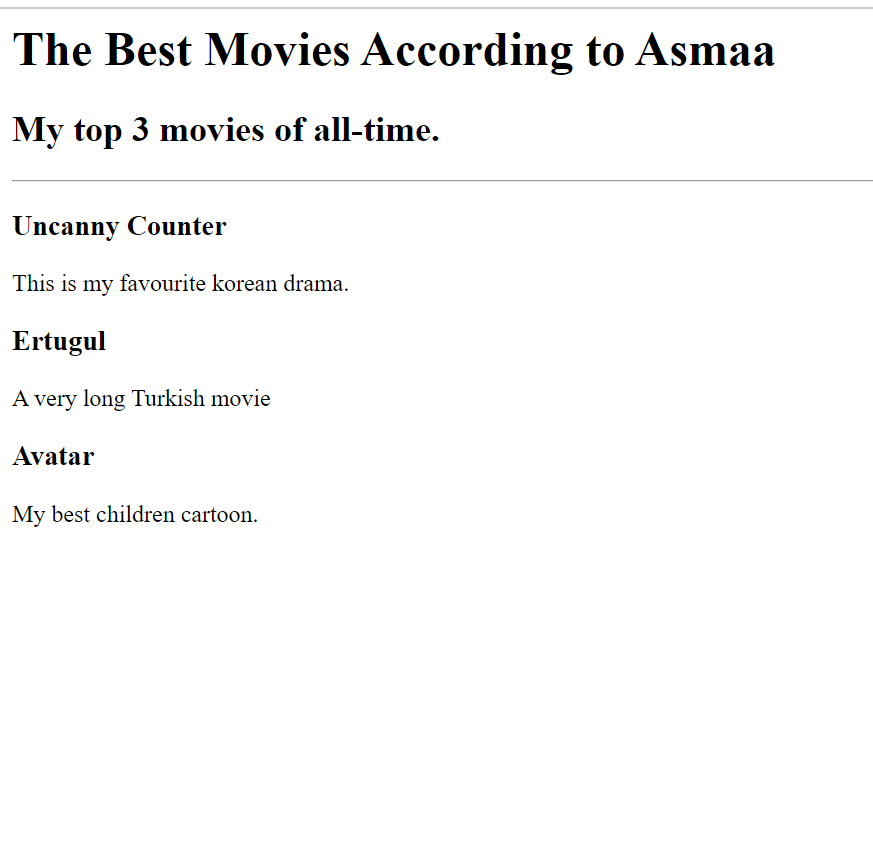 The Best Movies According to Asmaa
My top 3 movies of all-time.
Uncanny Counter
This is my favourite korean drama.
Ertugul
A very long Turkish movie
Avatar
My best children cartoon.